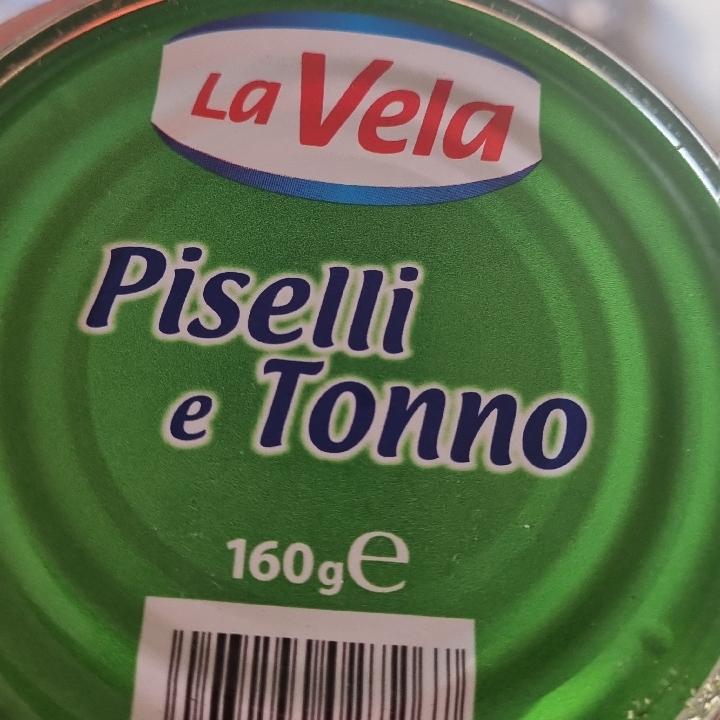 La Vela
Piselli
e Tonno
160g e